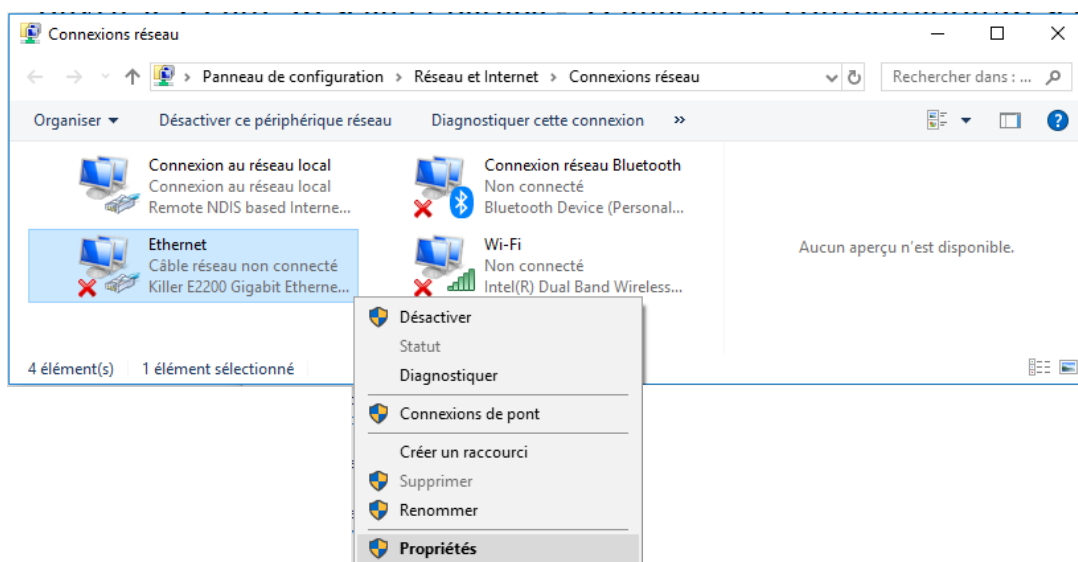 Connexions réseau
Panneau de configuration > Réseau et Internet > Connexions réseau
Rechercher dans : ...
Organiser
Désactiver ce périphérique réseau
Diagnostiquer cette connexion
»
Connexion au réseau local
Connexion au réseau local
Remote NDIS based Interne...
Connexion réseau Bluetooth
Non connecté
Bluetooth Device (Personal...
Ethernet
Câble réseau non connecté
Killer E2200 Gigabit Etherne...
Wi-Fi
Non connecté
Intel(R) Dual Band Wireless...
Aucun aperçu n'est disponible.
Désactiver
Statut
Diagnostiquer
Connexions de pont
Créer un raccourci
Supprimer
Renommer
Propriétés
4 élément(s)
1 élément sélectionné